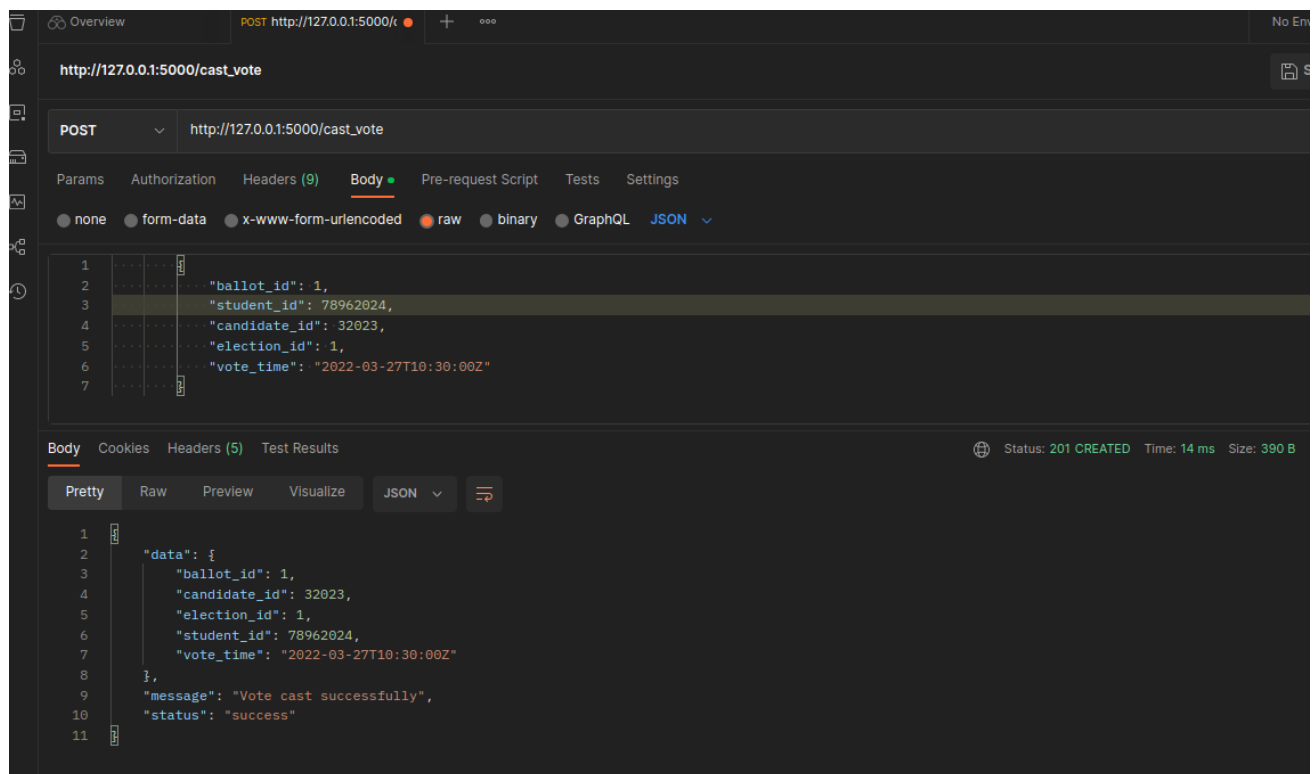 Overview POST http://127.0.0.1:5000/c No Env
http://127.0.0.1:5000/cast_vote S
POST http://127.0.0.1:5000/cast_vote
Params Authorization Headers (9) Body Pre-request Script Tests Settings
none form-data x-www-form-urlencoded raw binary GraphQL JSON
1 {
2 "ballot_id": 1,
3 "student_id": 78962024,
4 "candidate_id": 32023,
5 "election_id": 1,
6 "vote_time": "2022-03-27T10:30:00Z"
7 }
Body Cookies Headers (5) Test Results Status: 201 CREATED Time: 14 ms Size: 390 B
Pretty Raw Preview Visualize JSON
1 {
2 "data": {
3 "ballot_id": 1,
4 "candidate_id": 32023,
5 "election_id": 1,
6 "student_id": 78962024,
7 "vote_time": "2022-03-27T10:30:00Z"
8 },
9 "message": "Vote cast successfully",
10 "status": "success"
11 }